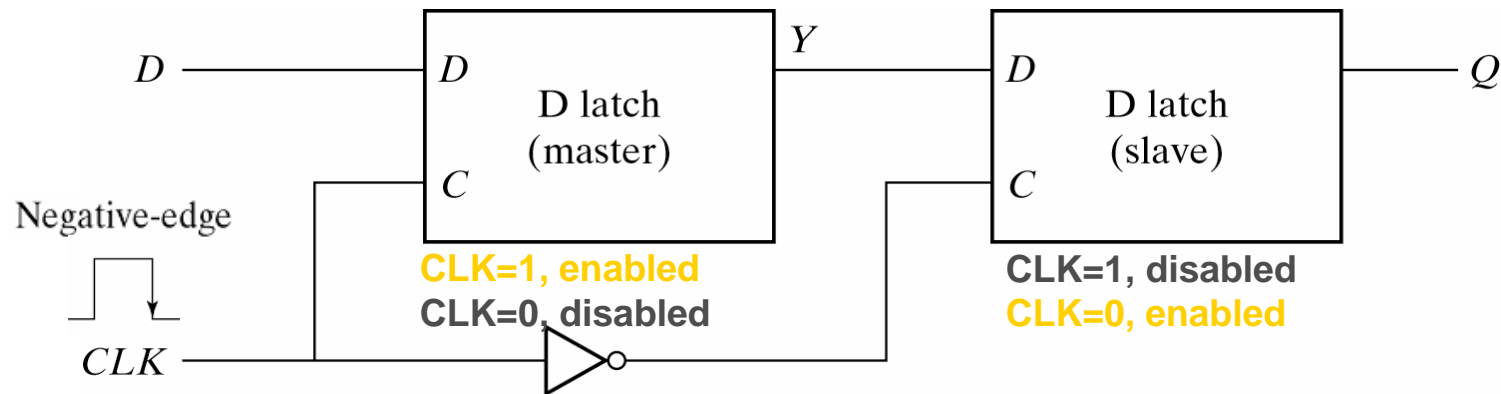 D
D
D latch
(master)
C
Y
D
D latch
(slave)
C
Q
Negative-edge
CLK=1, enabled
CLK=0, disabled
CLK=1, disabled
CLK=0, enabled
CLK